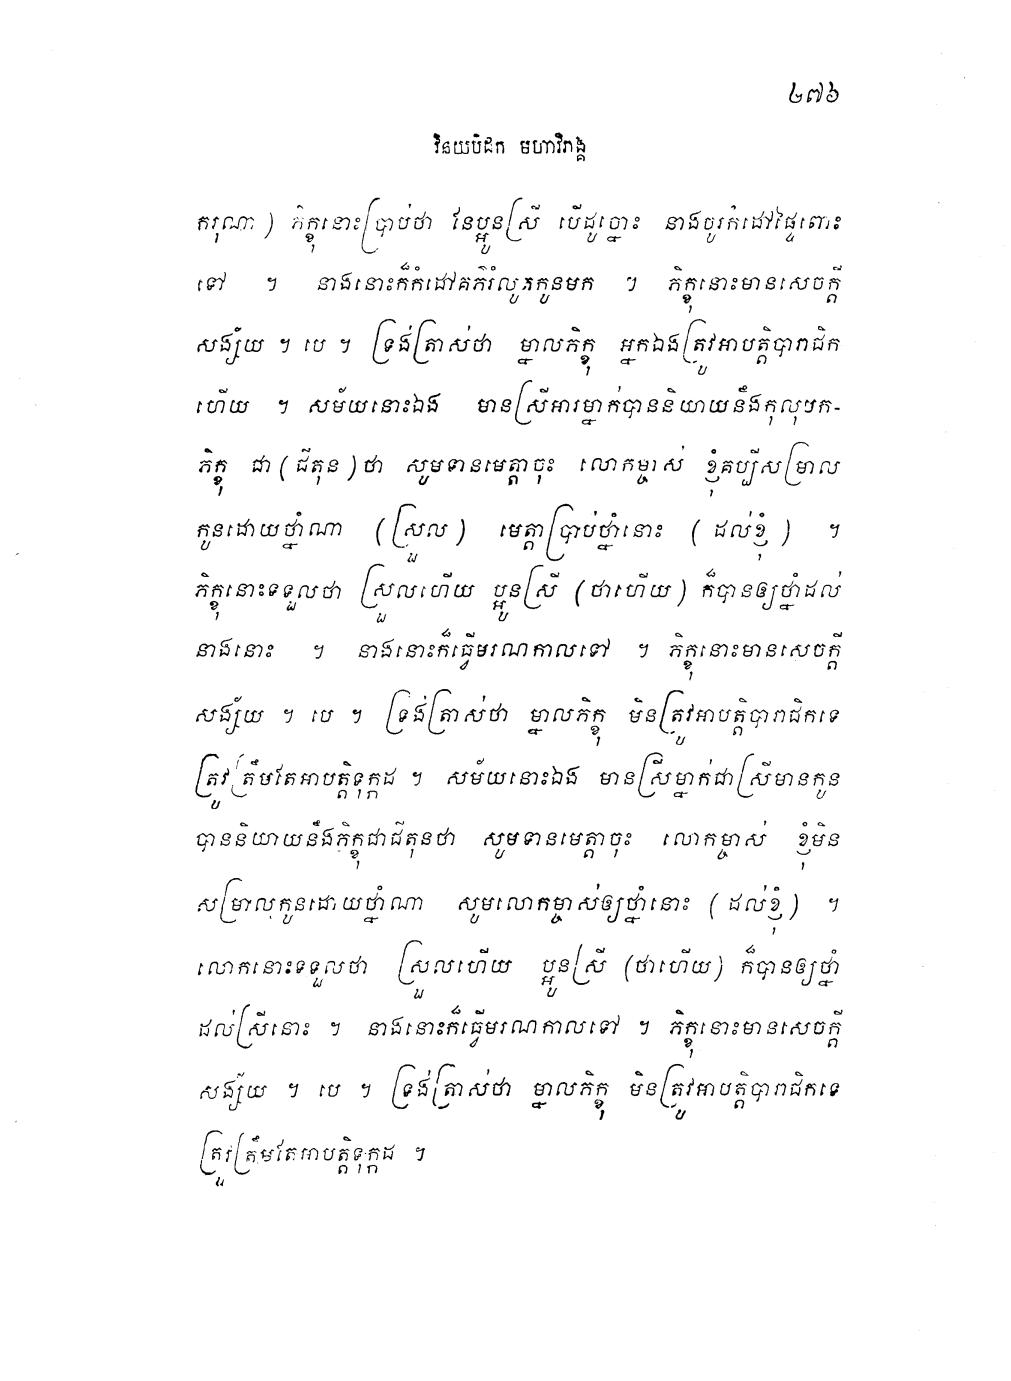 ២៧៦
វិនយបិដក មហាវិភង្គ
ករុណា) ភិក្ខុនោះប្រាប់ថា នែប្អូនស្រី បើដូច្នោះ នាងចូរកំដៅផ្ទៃពោះ
ទៅ ។ នាងនោះក៏កំដៅគភ៌រំលូតកូនមក ។ ភិក្ខុនោះមានសេចក្តី
សង្ស័យ ។ បេ ។ ទ្រង់ត្រាស់ថា ម្នាលភិក្ខុ អ្នកឯងត្រូវអាបត្តិបារាជិក
ហើយ ។ សម័យនោះឯង មានស្រីអារម្នាក់បាននិយាយនឹងកុលុបក-
ភិក្ខុ ជា (ជីតុន) ថា សូមទានមេត្តាចុះ លោកម្ចាស់ ខ្ញុំគប្បីសម្រាល
កូនដោយថ្នាំណា (ស្រួល) មេត្តាប្រាប់ថ្នាំនោះ (ដល់ខ្ញុំ) ។
ភិក្ខុនោះទទួលថា ស្រួលហើយ ប្អូនស្រី (ថាហើយ) ក៏បានឲ្យថ្នាំដល់
នាងនោះ ។ នាងនោះក៏ធ្វើមរណកាលទៅ ។ ភិក្ខុនោះមានសេចក្តី
សង្ស័យ ។ បេ ។ ទ្រង់ត្រាស់ថា ម្នាលភិក្ខុ មិនត្រូវអាបត្តិបារាជិកទេ
ត្រូវត្រឹមតែអាបត្តិទុក្កដ ។ សម័យនោះឯង មានស្រីម្នាក់ជាស្រីមានកូន
បាននិយាយនឹងភិក្ខុជាជីតុនថា សូមទានមេត្តាចុះ លោកម្ចាស់ ខ្ញុំមិន
សម្រាលកូនដោយថ្នាំណា សូមលោកម្ចាស់ឲ្យថ្នាំនោះ (ដល់ខ្ញុំ) ។
លោកនោះទទួលថា ស្រួលហើយ ប្អូនស្រី (ថាហើយ) ក៏បានឲ្យថ្នាំ
ដល់ស្រីនោះ ។ នាងនោះក៏ធ្វើមរណកាលទៅ ។ ភិក្ខុនោះមានសេចក្តី
សង្ស័យ ។ បេ ។ ទ្រង់ត្រាស់ថា ម្នាលភិក្ខុ មិនត្រូវអាបត្តិបារាជិកទេ
ត្រូវត្រឹមតែអាបត្តិទុក្កដ ។